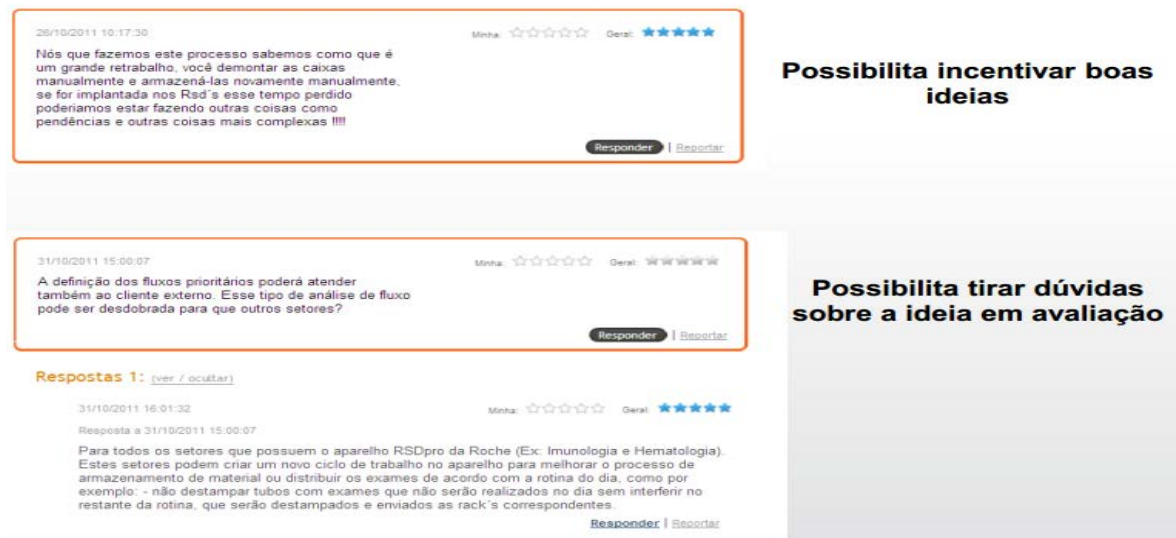 26/10/2011 10:17:30
Minha: Geral:
Nós que fazemos este processo sabemos como que é
um grande retrabalho, você demontar as caixas
manualmente e armazená-las novamente manualmente,
se for implantada nos Rsd´s esse tempo perdido
poderiamos estar fazendo outras coisas como
pendências e outras coisas mais complexas !!!!
Responder | Reportar
Possibilita incentivar boas
ideias
31/10/2011 15:00:07
Minha: Geral:
A definição dos fluxos prioritários poderá atender
também ao cliente externo. Esse tipo de análise de fluxo
pode ser desdobrada para que outros setores?
Responder | Reportar
Possibilita tirar dúvidas
sobre a ideia em avaliação
Respostas 1: (ver / ocultar)
31/10/2011 16:01:32
Minha: Geral:
Resposta a 31/10/2011 15:00:07
Para todos os setores que possuem o aparelho RSDpro da Roche (Ex: Imunologia e Hematologia).
Estes setores podem criar um novo ciclo de trabalho no aparelho para melhorar o processo de
armazenamento de material ou distribuir os exames de acordo com a rotina do dia, como por
exemplo: - não destampar tubos com exames que não serão realizados no dia sem interferir no
restante da rotina, que serão destampados e enviados as rack´s correspondentes.
Responder | Reportar